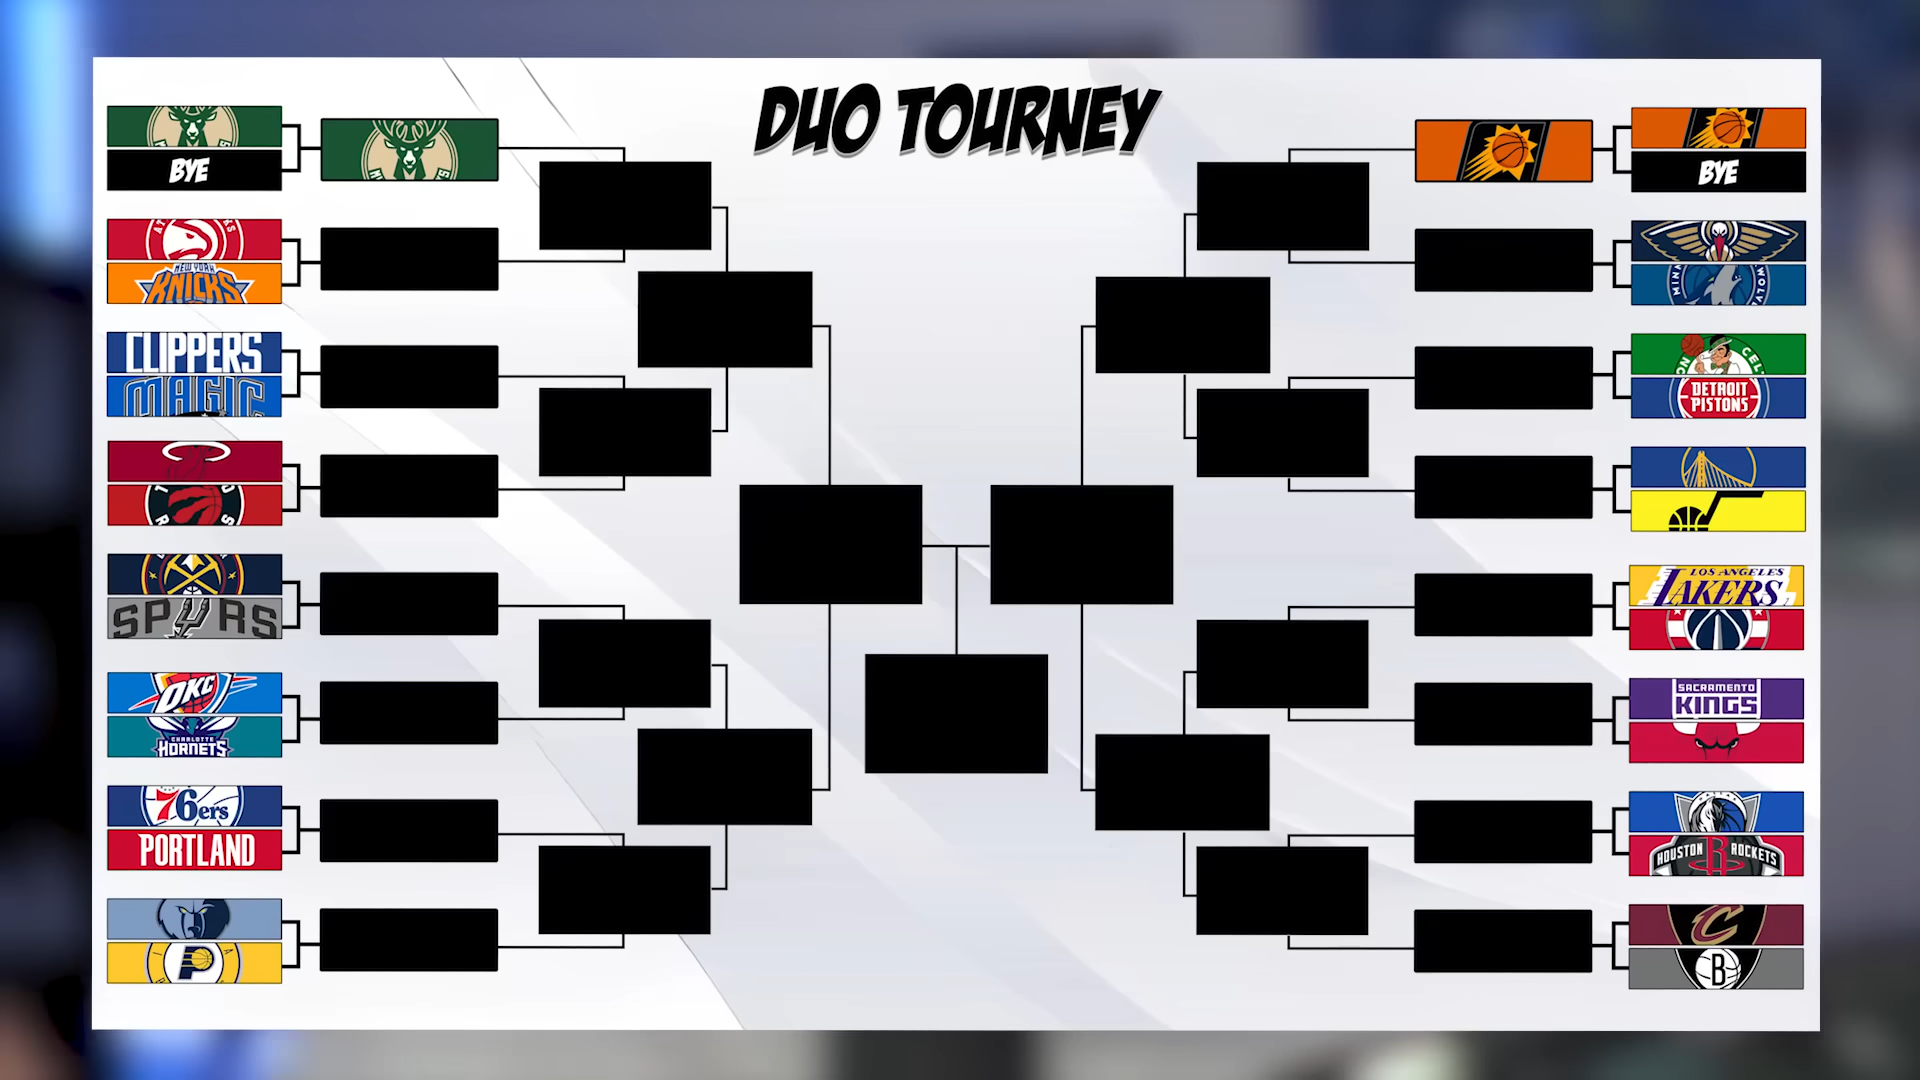 DUO TOURNEY
BYE
NEW YORK
KNICKS
CLIPPERS
MAGIC
SPURS
OKC
CHARLOTTE
HORNETS
76ers
PORTLAND
P
BYE
DETROIT
PISTONS
LOS ANGELES
LAKERS
SACRAMENTO
KINGS
HOUSTON R ROCKETS
C
B